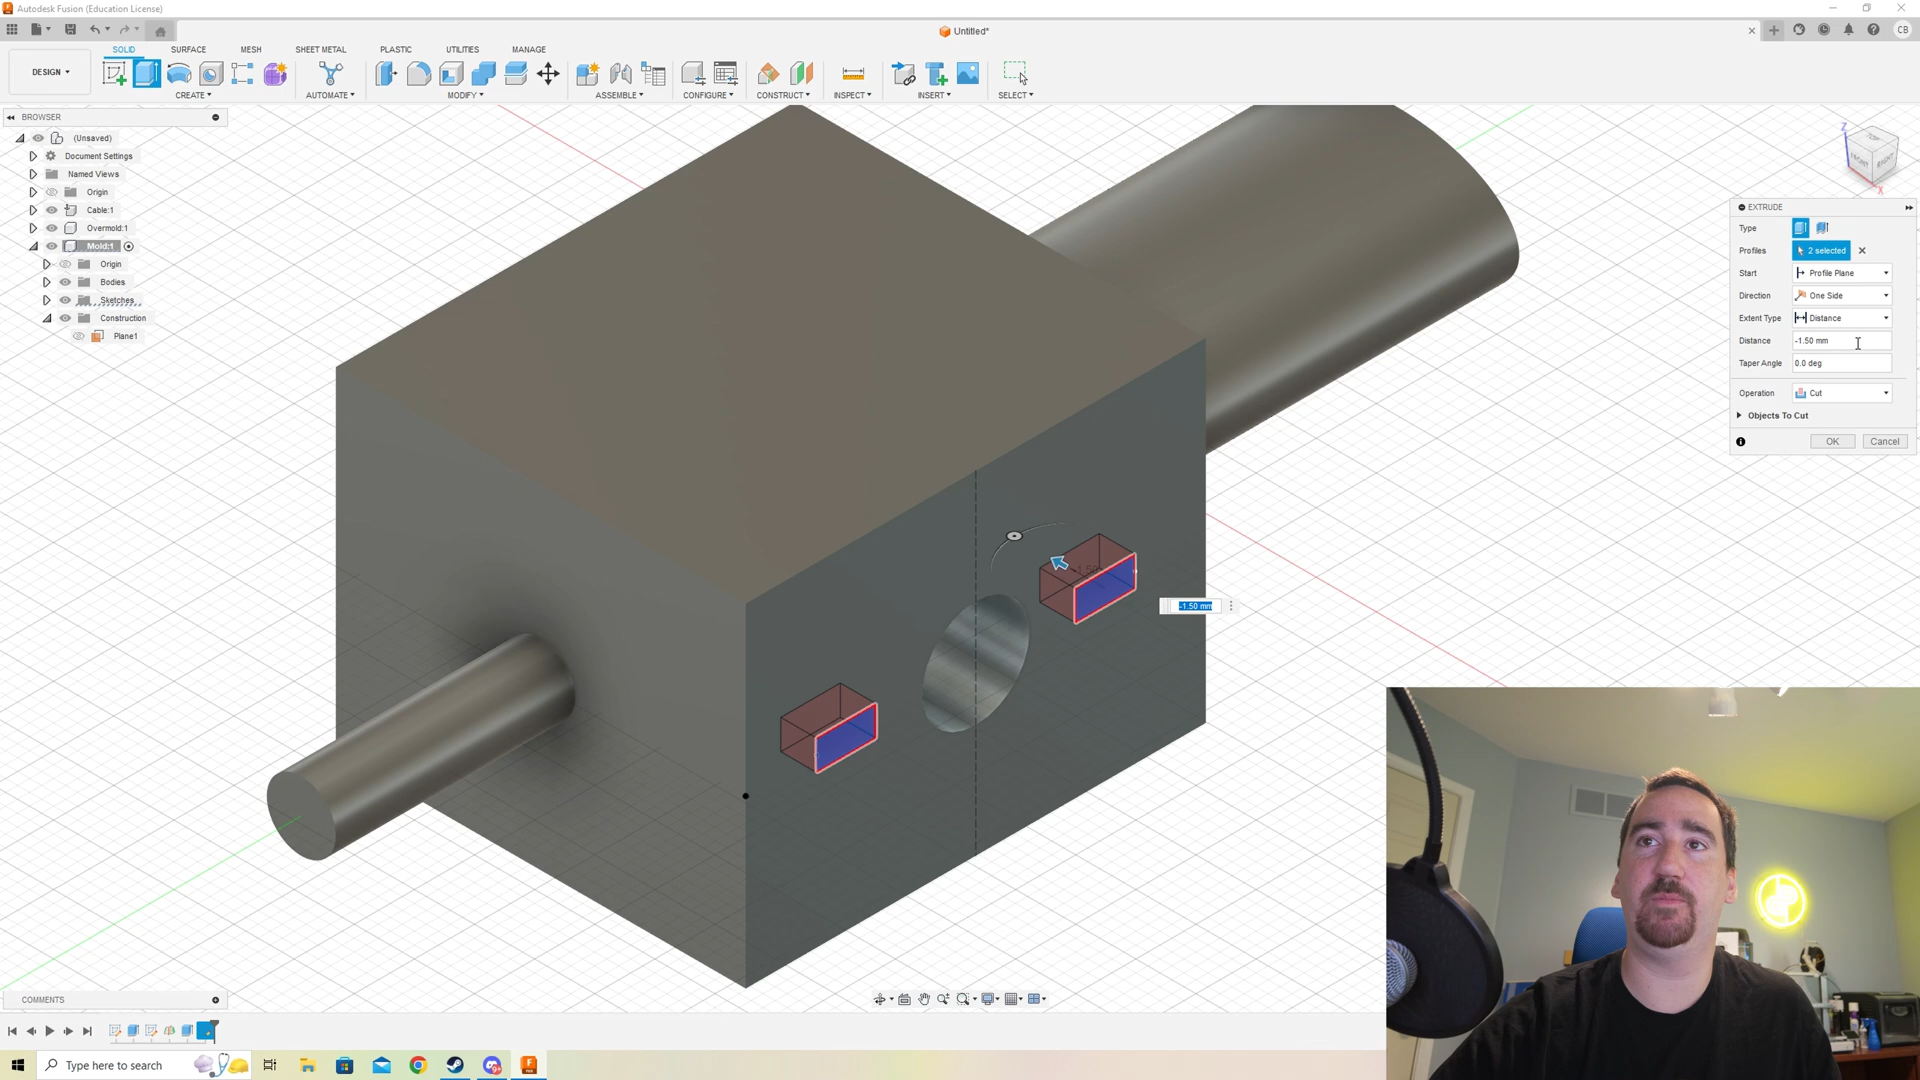 Autodesk Fusion (Education License)
Untitled*
CB
DESIGN
SOLID SURFACE MESH SHEET METAL PLASTIC UTILITIES MANAGE
CREATE AUTOMATE MODIFY ASSEMBLE CONFIGURE CONSTRUCT INSPECT INSERT SELECT
BROWSER
(Unsaved)
Document Settings
Named Views
Origin
Cable:1
Overmold:1
Mold:1
Origin
Bodies
Sketches
Construction
Plane1
Z
TOP
FRONT
RIGHT
X
EXTRUDE
Type
Profiles 2 selected
Start Profile Plane
Direction One Side
Extent Type Distance
Distance -1.50 mm
Taper Angle 0.0 deg
Operation Cut
Objects To Cut
OK Cancel
-1.50 mm
COMMENTS
Type here to search